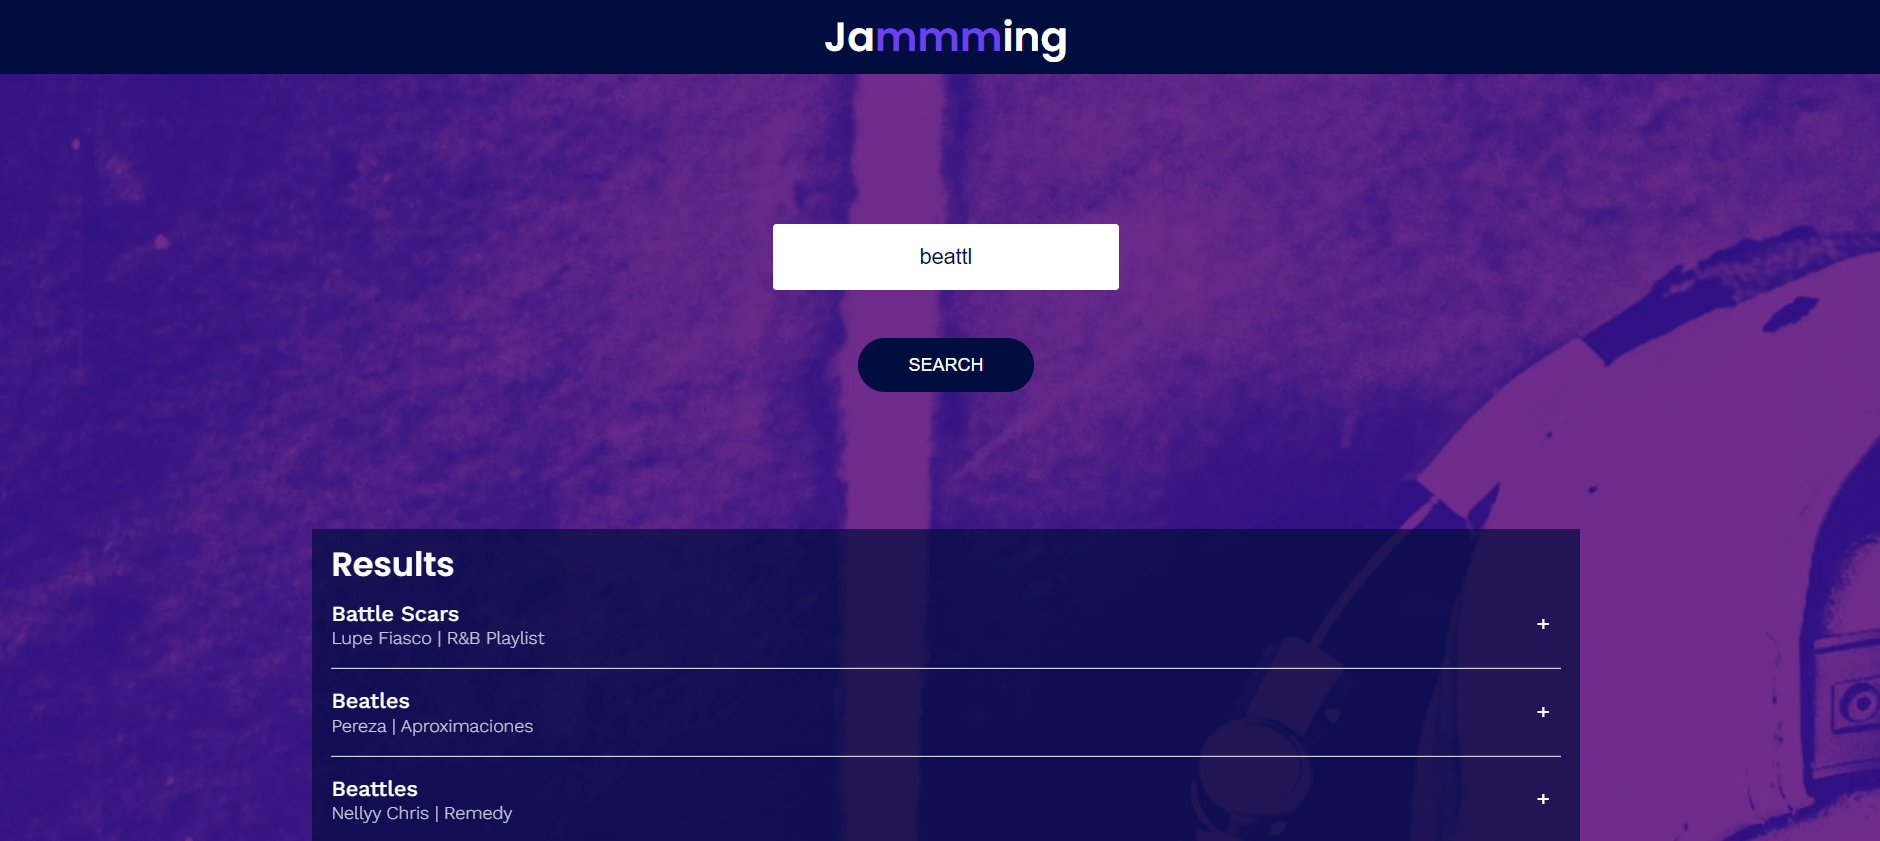 Jammming
beattl
SEARCH
Results
Battle Scars
Lupe Fiasco | R&B Playlist
+
Beatles
Pereza | Aproximaciones
+
Beattles
Nellyy Chris | Remedy
+